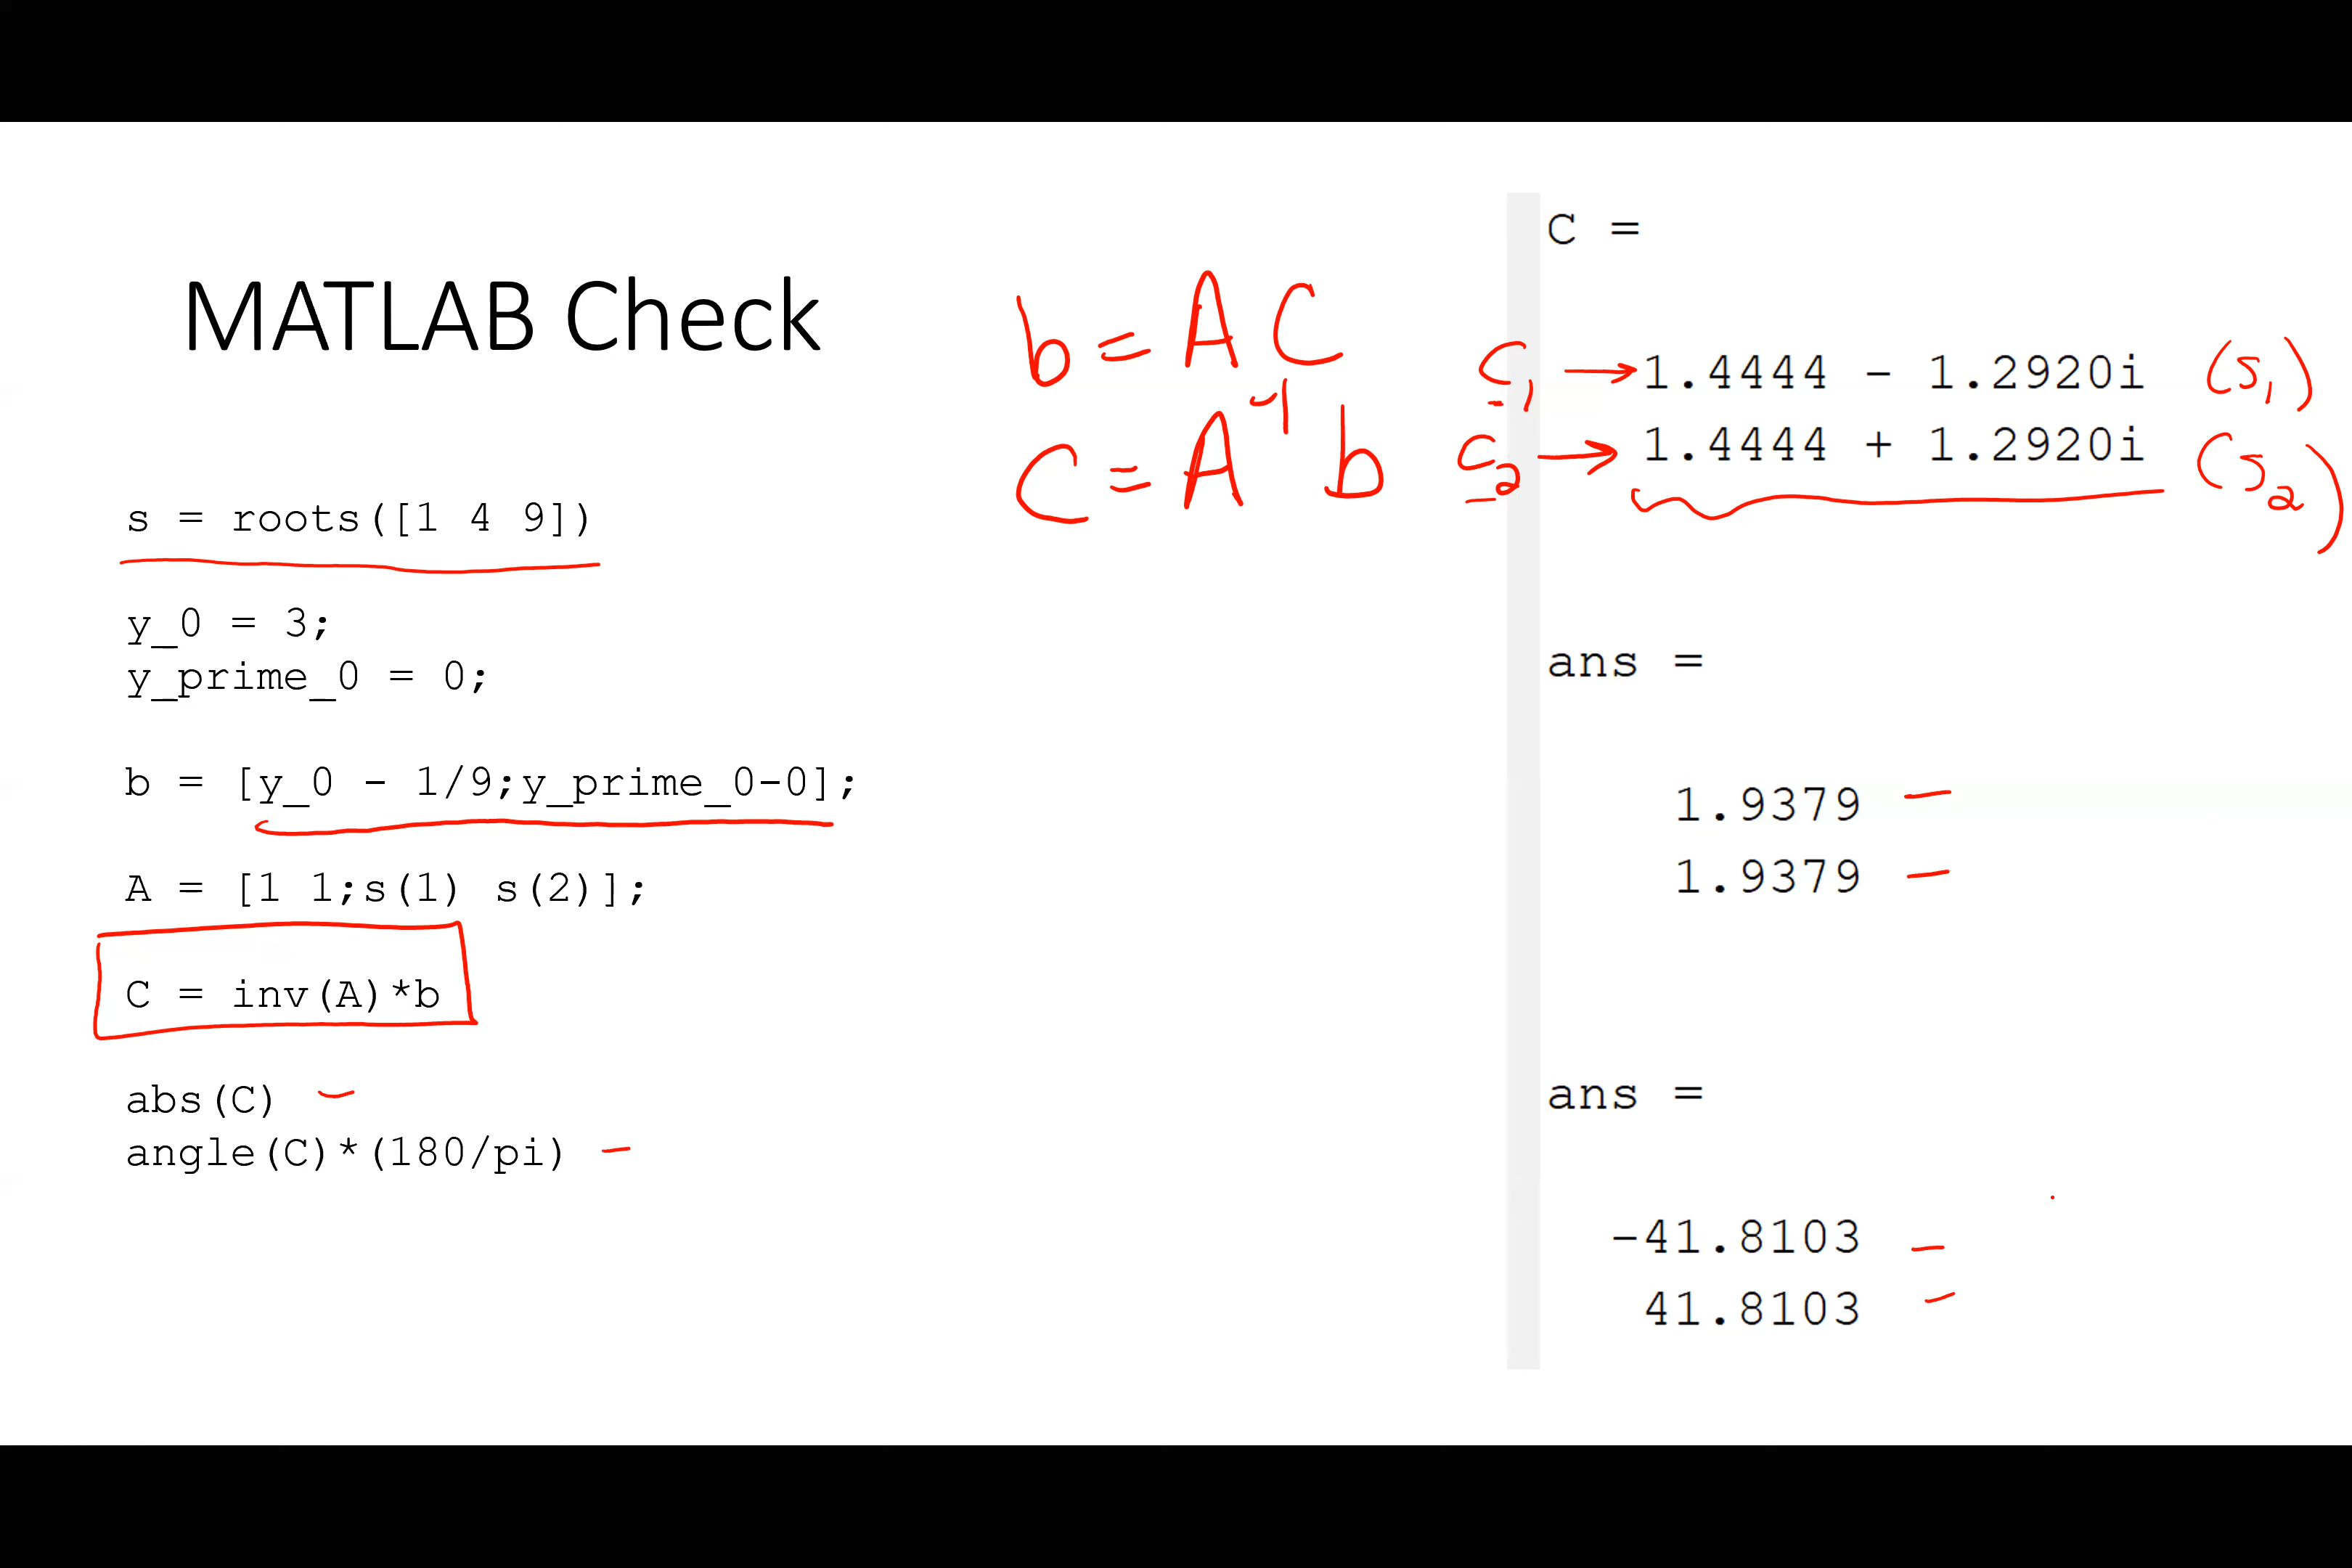 MATLAB Check
s = roots([1 4 9])
y_0 = 3;
y_prime_0 = 0;
b = [y_0 - 1/9;y_prime_0-0];
A = [1 1;s(1) s(2)];
C = inv(A)*b
abs(C)
angle(C)*(180/pi)
b = A C
C = A⁻¹ b
C =
C₁ → 1.4444 - 1.2920i (S₁)
C₂ → 1.4444 + 1.2920i (S₂)
ans =
1.9379
1.9379
ans =
-41.8103
41.8103